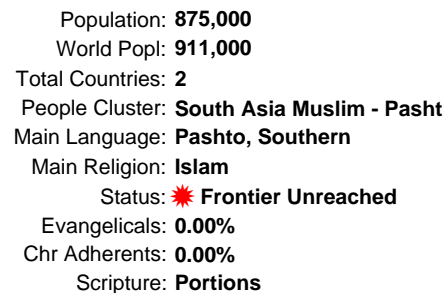 Population: 875,000
World Popl: 911,000
Total Countries: 2
People Cluster: South Asia Muslim - Pasht
Main Language: Pashto, Southern
Main Religion: Islam
Status: Frontier Unreached
Evangelicals: 0.00%
Chr Adherents: 0.00%
Scripture: Portions